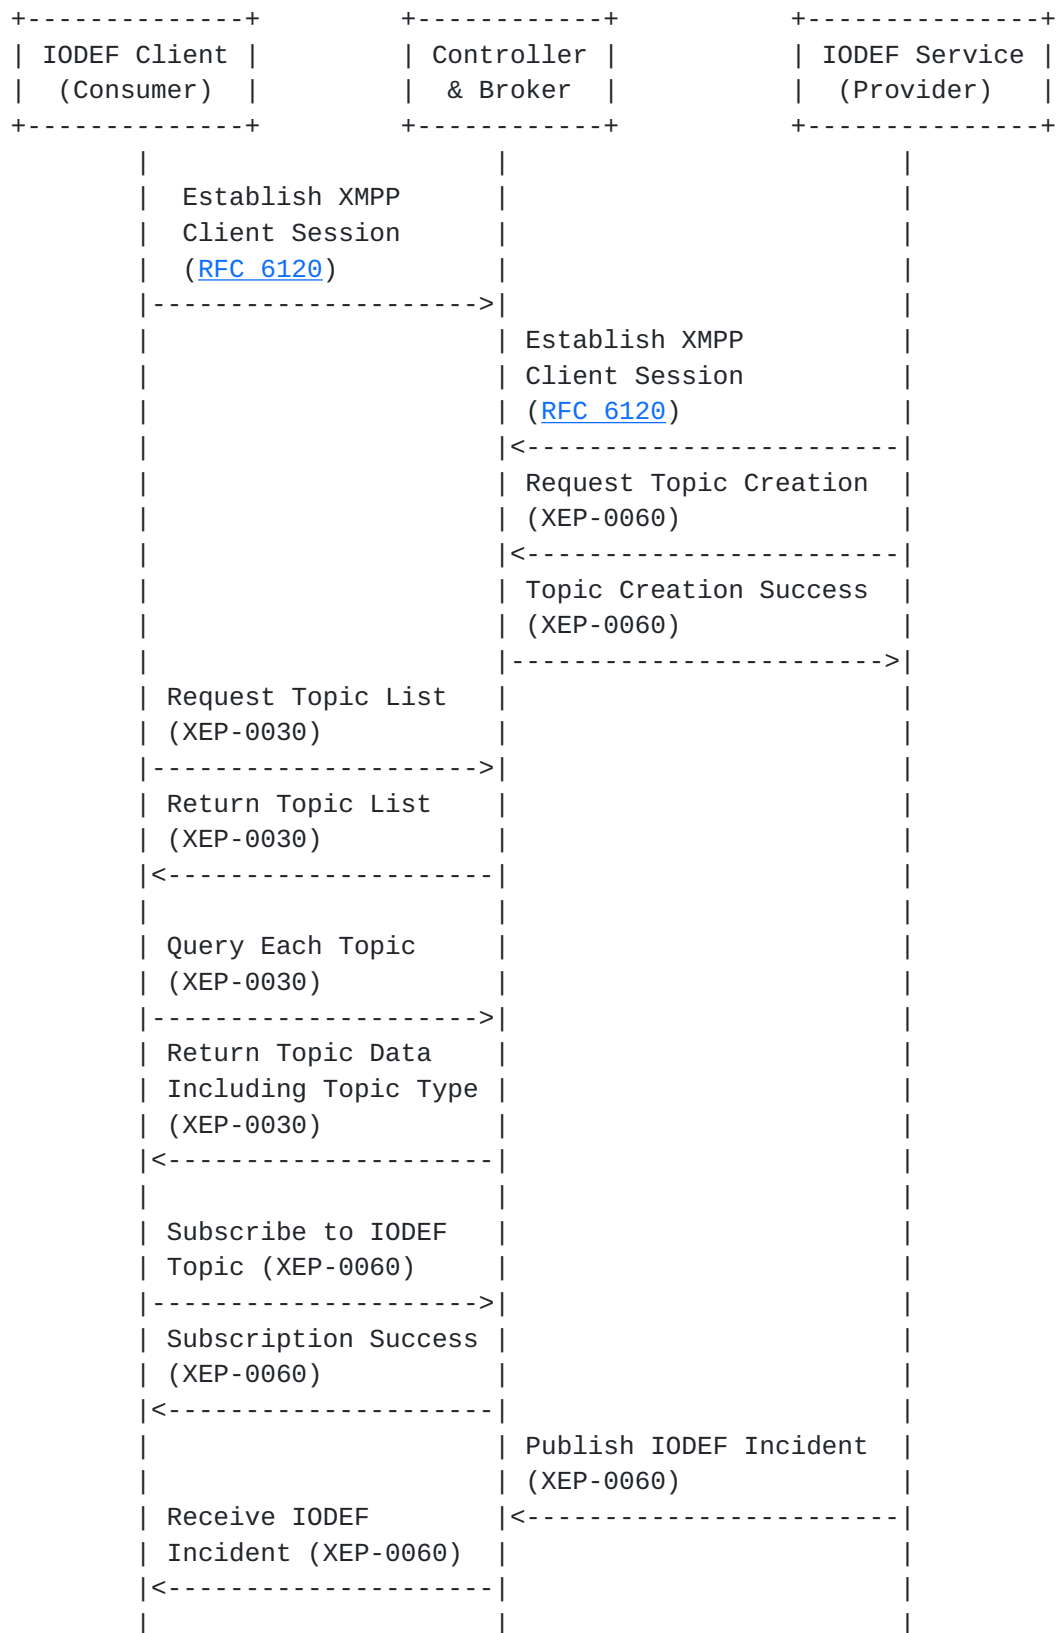 +--------------+         +------------+           +---------------+
| IODEF Client |         | Controller |           | IODEF Service |
|  (Consumer)  |         |  & Broker  |           |  (Provider)   |
+--------------+         +------------+           +---------------+
        |                      |                         |
        |  Establish XMPP      |                         |
        |  Client Session      |                         |
        |  (RFC 6120)          |                         |
        |--------------------->|                         |
        |                      | Establish XMPP          |
        |                      | Client Session          |
        |                      | (RFC 6120)              |
        |                      |<------------------------|
        |                      | Request Topic Creation  |
        |                      | (XEP-0060)              |
        |                      |<------------------------|
        |                      | Topic Creation Success  |
        |                      | (XEP-0060)              |
        |                      |------------------------>|
        | Request Topic List   |                         |
        | (XEP-0030)           |                         |
        |--------------------->|                         |
        | Return Topic List    |                         |
        | (XEP-0030)           |                         |
        |<---------------------|                         |
        |                      |                         |
        | Query Each Topic     |                         |
        | (XEP-0030)           |                         |
        |--------------------->|                         |
        | Return Topic Data    |                         |
        | Including Topic Type |                         |
        | (XEP-0030)           |                         |
        |<---------------------|                         |
        |                      |                         |
        | Subscribe to IODEF   |                         |
        | Topic (XEP-0060)     |                         |
        |--------------------->|                         |
        | Subscription Success |                         |
        | (XEP-0060)           |                         |
        |<---------------------|                         |
        |                      | Publish IODEF Incident  |
        |                      | (XEP-0060)              |
        | Receive IODEF        |<------------------------|
        | Incident (XEP-0060)  |                         |
        |<---------------------|                         |
        |                      |                         |